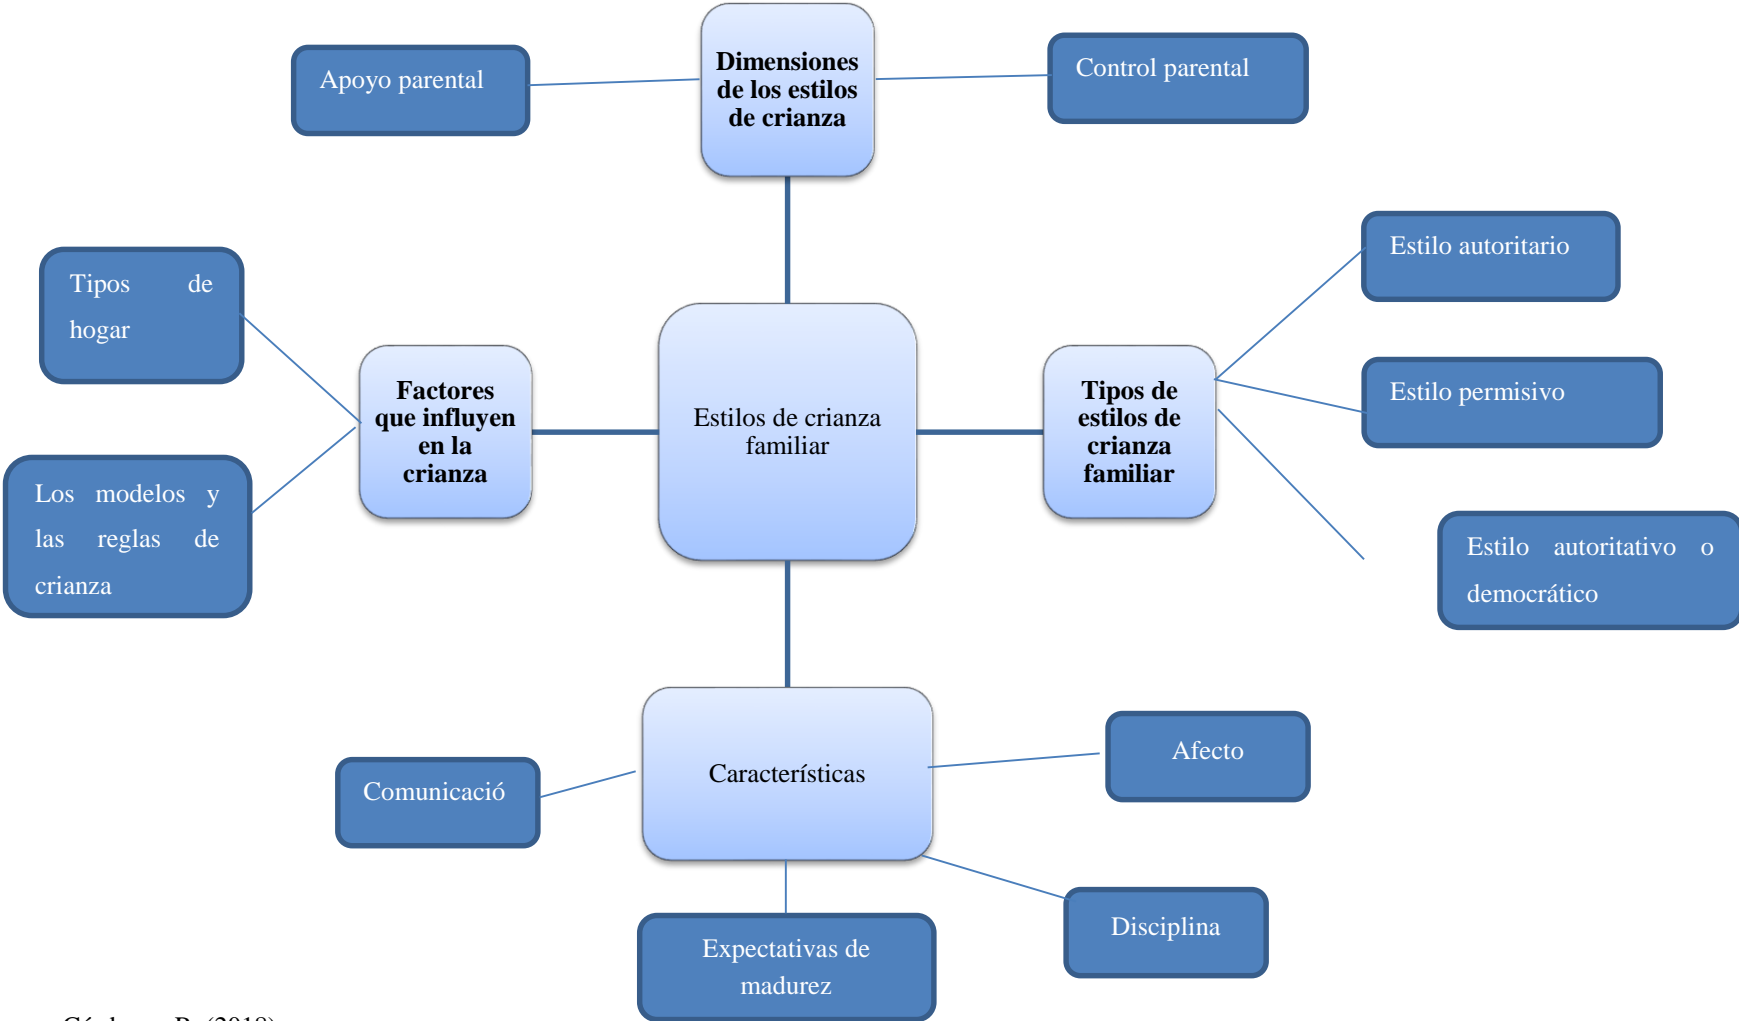 Dimensiones
de los estilos
de crianza
Apoyo parental
Control parental
Tipos de
hogar
Los modelos y
las reglas de
crianza
Factores
que influyen
en la
crianza
Estilos de crianza
familiar
Tipos de
estilos de
crianza
familiar
Estilo autoritario
Estilo permisivo
Estilo autoritativo o
democrático
Características
Comunicació
Afecto
Expectativas de
madurez
Disciplina